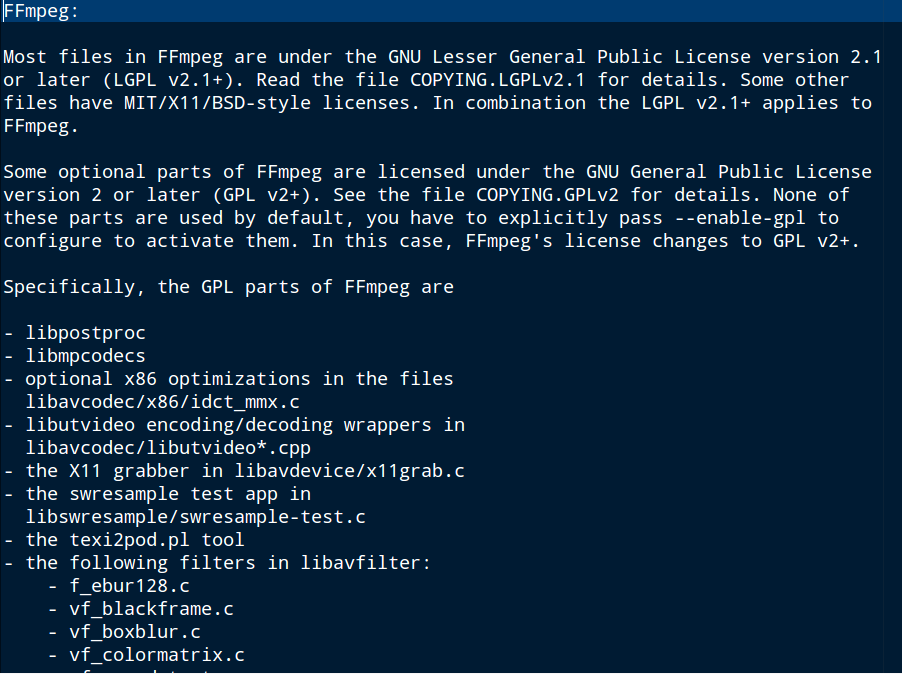 FFmpeg:
Most files in FFmpeg are under the GNU Lesser General Public License version 2.1
or later (LGPL v2.1+). Read the file COPYING.LGPLv2.1 for details. Some other
files have MIT/X11/BSD-style licenses. In combination the LGPL v2.1+ applies to
FFmpeg.
Some optional parts of FFmpeg are licensed under the GNU General Public License
version 2 or later (GPL v2+). See the file COPYING.GPLv2 for details. None of
these parts are used by default, you have to explicitly pass --enable-gpl to
configure to activate them. In this case, FFmpeg's license changes to GPL v2+.
Specifically, the GPL parts of FFmpeg are
- libpostproc
- libmpcodecs
- optional x86 optimizations in the files
libavcodec/x86/idct_mmx.c
- libutvideo encoding/decoding wrappers in
libavcodec/libutvideo*.cpp
- the X11 grabber in libavdevice/x11grab.c
- the swresample test app in
libswresample/swresample-test.c
- the texi2pod.pl tool
- the following filters in libavfilter:
- f_ebur128.c
- vf_blackframe.c
- vf_boxblur.c
- vf_colormatrix.c